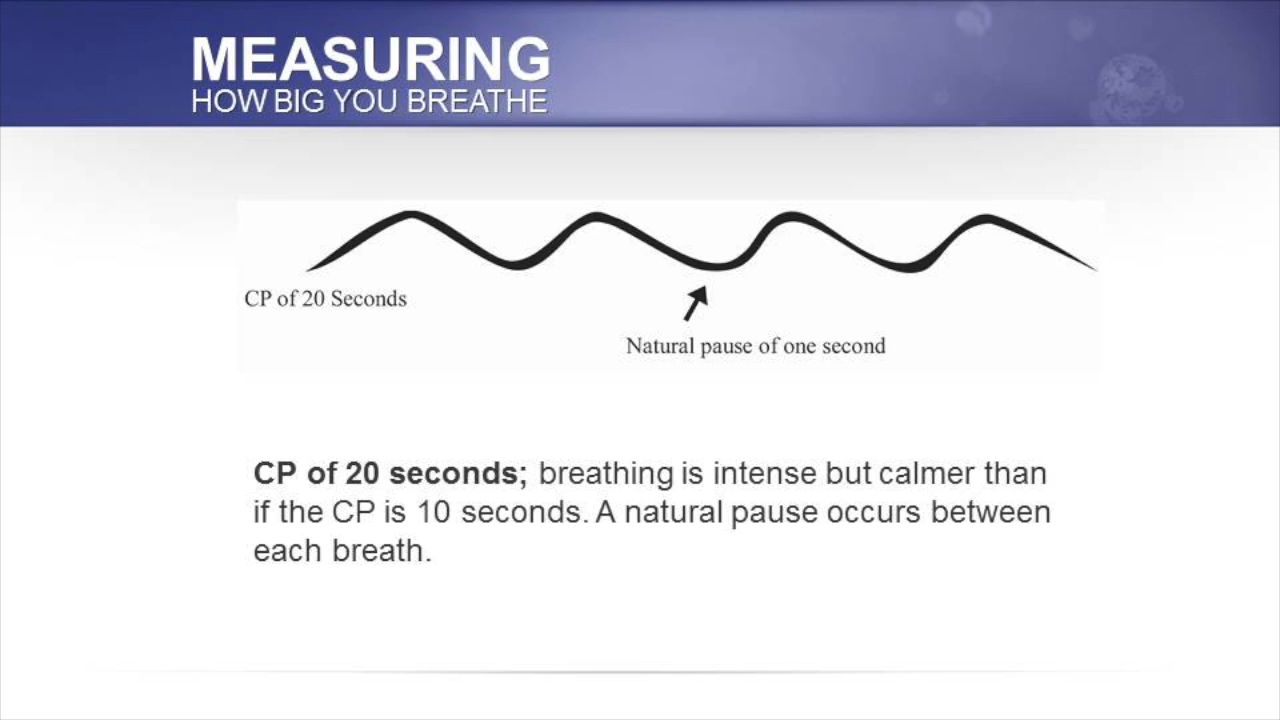 MEASURING
HOW BIG YOU BREATHE
CP of 20 Seconds
Natural pause of one second
CP of 20 seconds; breathing is intense but calmer than
if the CP is 10 seconds. A natural pause occurs between
each breath.